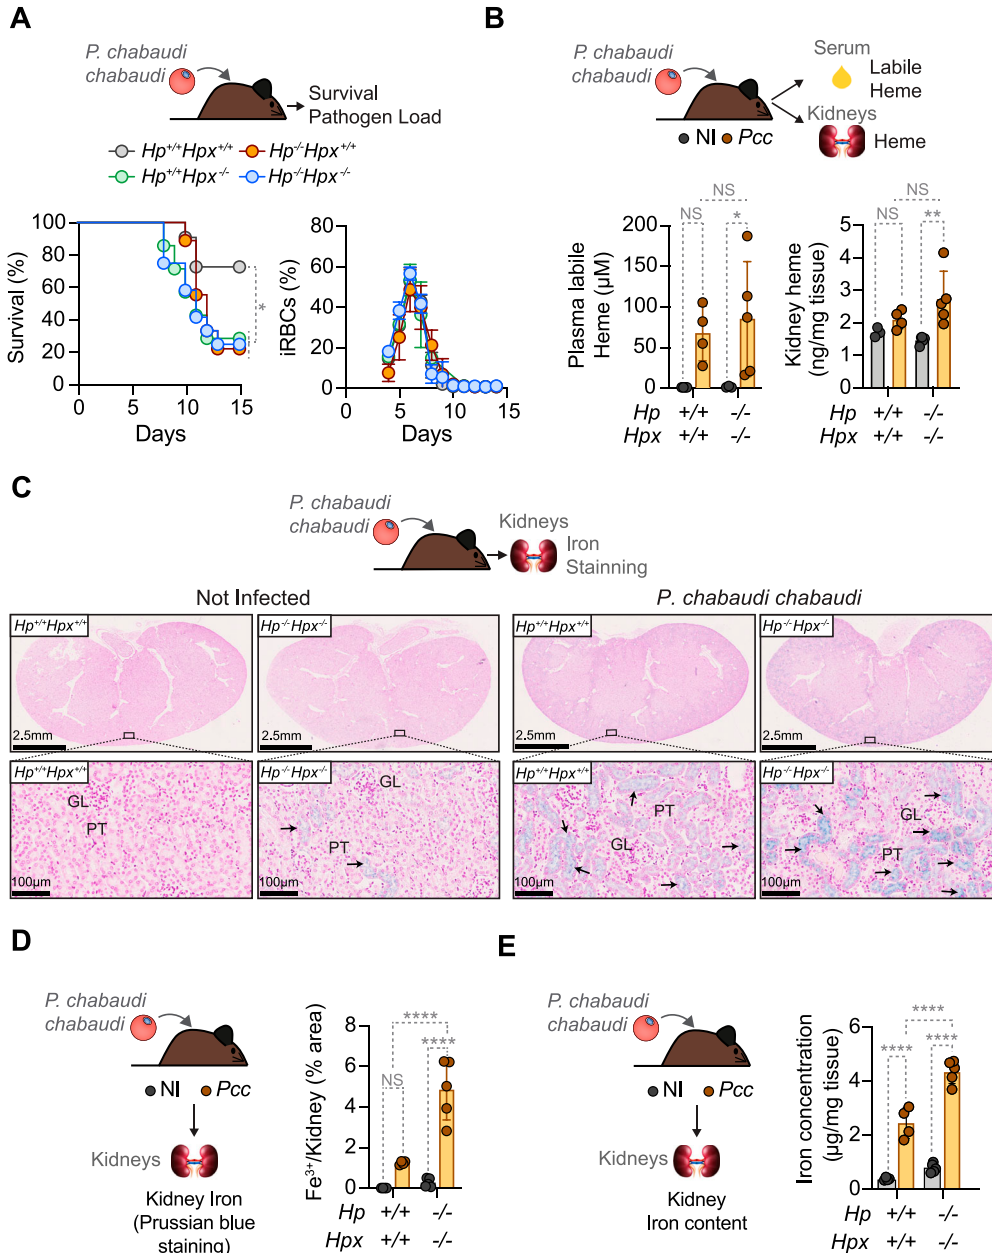 A
P. chabaudi
chabaudi
Survival
Pathogen Load
Hp+/+Hpx+/+
Hp-/-Hpx+/+
Hp+/+Hpx-/-
Hp-/-Hpx-/-
Survival (%)
100
80
60
40
20
0
*
0
5
10
15
Days
iRBCs (%)
80
60
40
20
0
0
5
10
15
Days
B
P. chabaudi
chabaudi
Serum
Labile
Heme
Kidneys
Heme
NI
Pcc
NS
NS
*
Plasma labile
Heme (µM)
200
150
100
50
0
Hp +/+ -/-
Hpx +/+ -/-
NS
NS
**
Kidney heme
(ng/mg tissue)
5
4
3
2
1
0
Hp +/+ -/-
Hpx +/+ -/-
C
P. chabaudi
chabaudi
Kidneys
Iron
Stainning
Not Infected
P. chabaudi chabaudi
Hp+/+Hpx+/+
Hp-/-Hpx-/-
Hp+/+Hpx+/+
Hp-/-Hpx-/-
2.5mm
2.5mm
2.5mm
2.5mm
Hp+/+Hpx+/+
GL
PT
100µm
Hp-/-Hpx-/-
GL
PT
100µm
Hp+/+Hpx+/+
PT
GL
100µm
Hp-/-Hpx-/-
GL
PT
100µm
D
P. chabaudi
chabaudi
NI
Pcc
Kidneys
Kidney Iron
(Prussian blue
staining)
****
****
NS
Fe3+/Kidney (% area)
8
6
4
2
0
Hp +/+ -/-
Hpx +/+ -/-
E
P. chabaudi
chabaudi
NI
Pcc
Kidneys
Kidney
Iron content
****
****
****
Iron concentration
(µg/mg tissue)
6
4
2
0
Hp +/+ -/-
Hpx +/+ -/-